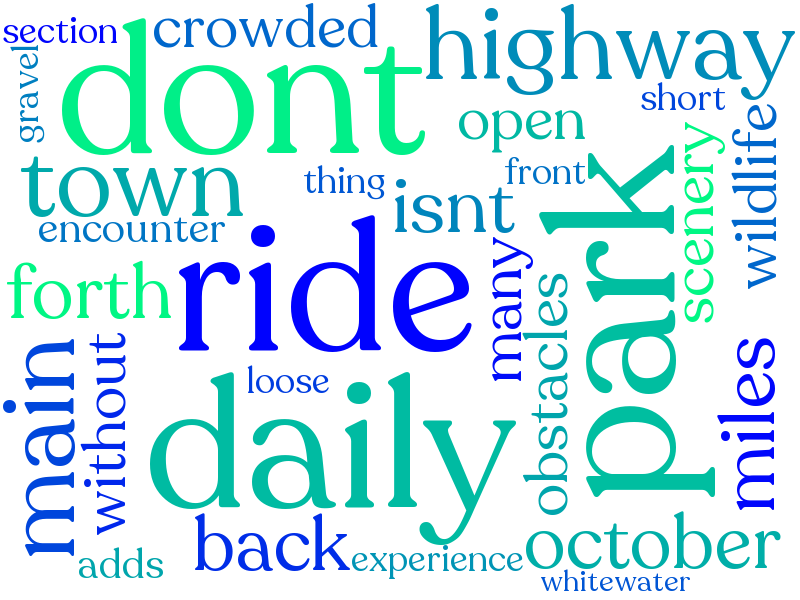 section
crowded
highway
dont
gravel
short
open
town
thing
front
isnt
encounter
wildlife
scenery
park
ride
forth
many
obstacles
main
without
loose
daily
miles
back
october
adds
experience
whitewater